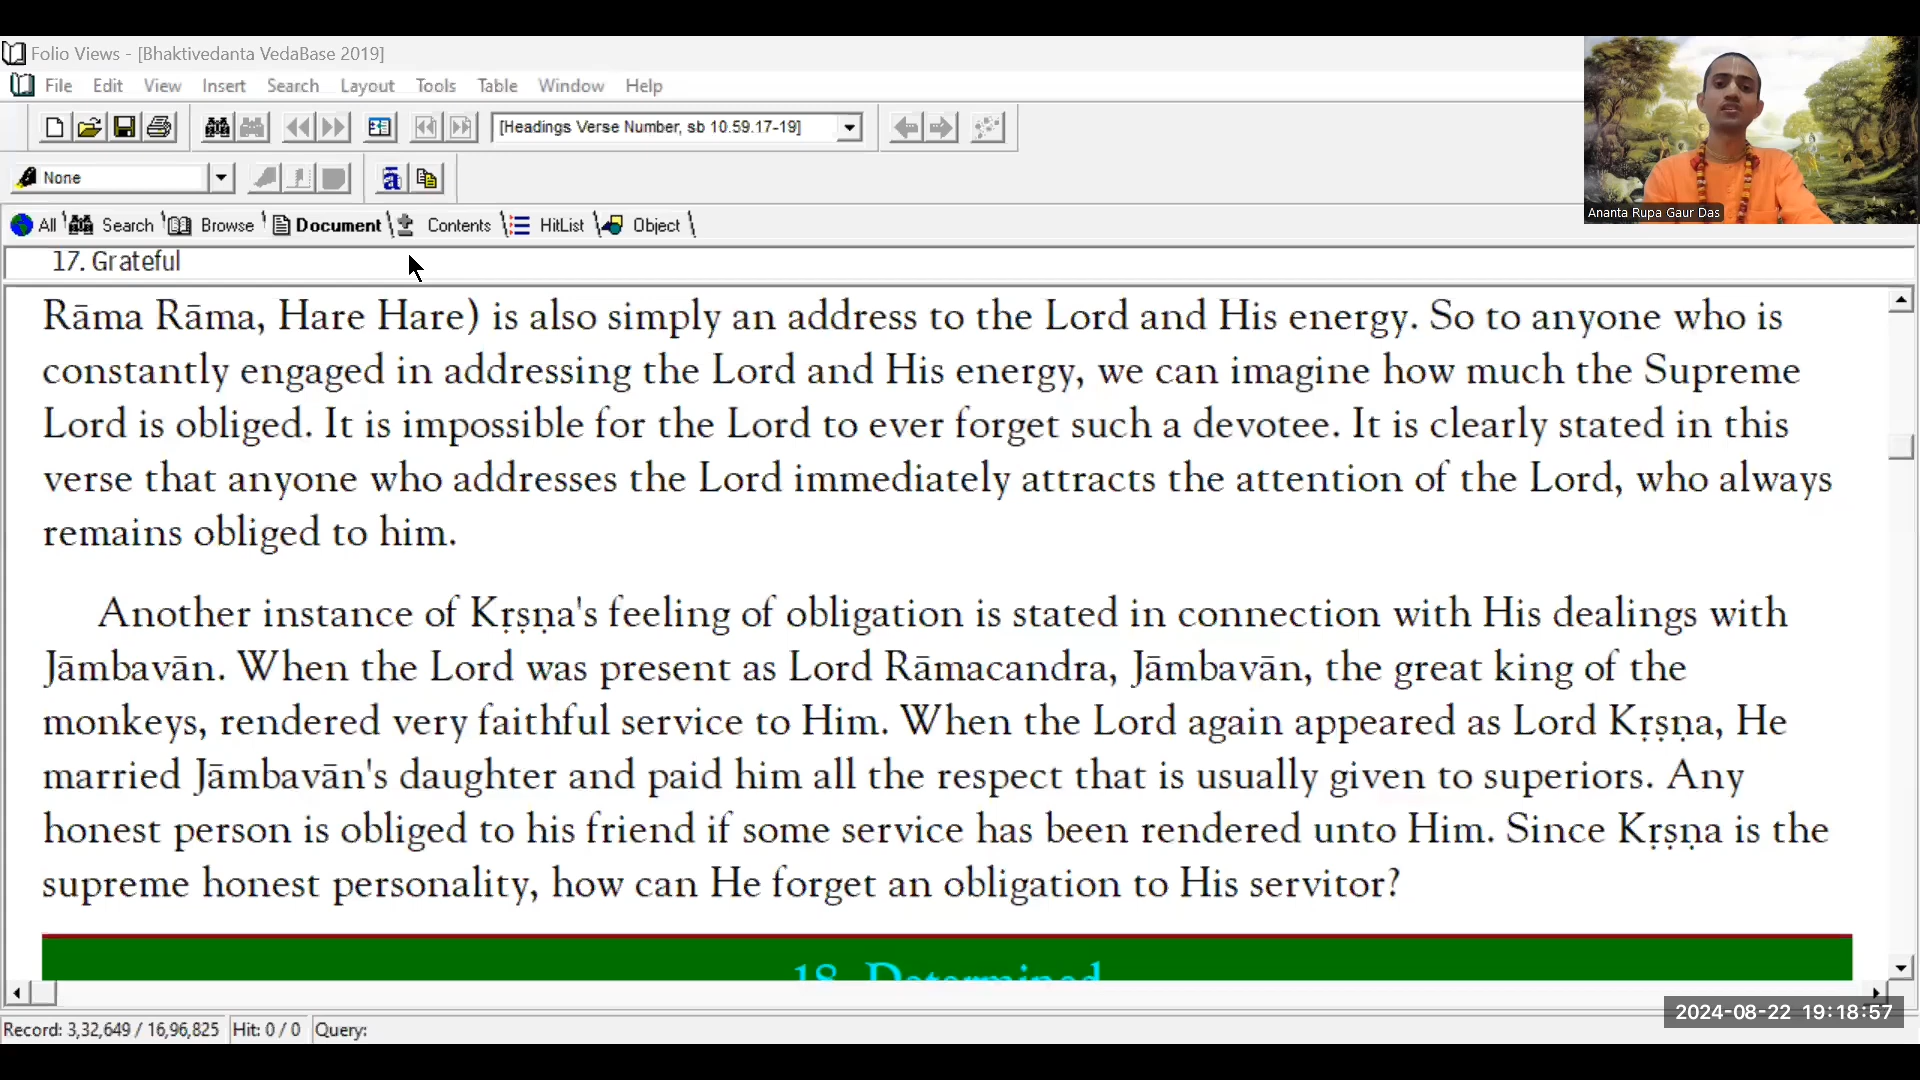 Folio Views - [Bhaktivedanta VedaBase 2019]
File Edit View Insert Search Layout Tools Table Window Help
[Headings Verse Number, sb 10.59.17-19]
None
All Search Browse Document Contents HitList Object
Ananta Rupa Gaur Das
17. Grateful
Rāma Rāma, Hare Hare) is also simply an address to the Lord and His energy. So to anyone who is
constantly engaged in addressing the Lord and His energy, we can imagine how much the Supreme
Lord is obliged. It is impossible for the Lord to ever forget such a devotee. It is clearly stated in this
verse that anyone who addresses the Lord immediately attracts the attention of the Lord, who always
remains obliged to him.
Another instance of Kṛṣṇa's feeling of obligation is stated in connection with His dealings with
Jāmbavān. When the Lord was present as Lord Rāmacandra, Jāmbavān, the great king of the
monkeys, rendered very faithful service to Him. When the Lord again appeared as Lord Kṛṣṇa, He
married Jāmbavān's daughter and paid him all the respect that is usually given to superiors. Any
honest person is obliged to his friend if some service has been rendered unto Him. Since Kṛṣṇa is the
supreme honest personality, how can He forget an obligation to His servitor?
18. Determined
2024-08-22 19:18:57
Record: 3,32,649 / 16,96,825 Hit: 0 / 0 Query: